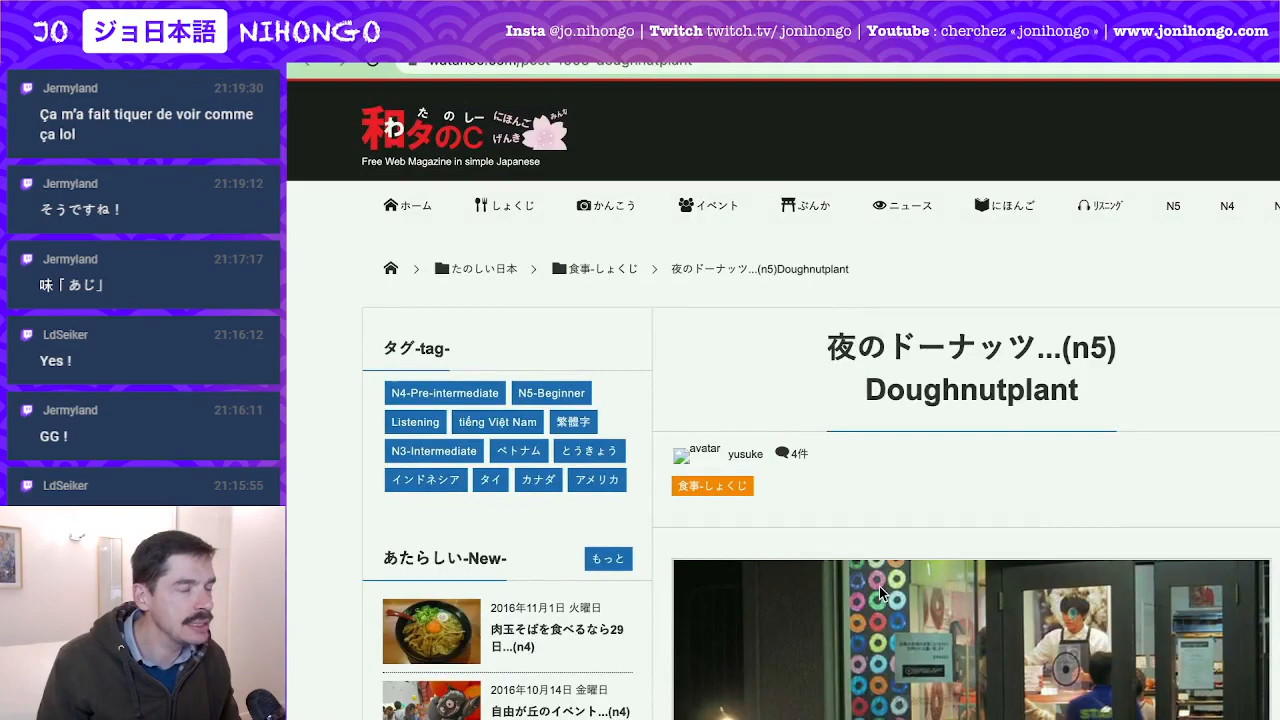 JO ジョ日本語 NIHONGO
Insta @jo.nihongo | Twitch twitch.tv/ jonihongo | Youtube : cherchez « jonihongo » | www.jonihongo.com
Jermyland 21:19:30
Ça m'a fait tiquer de voir comme
ça lol
Jermyland 21:19:12
そうですね！
Jermyland 21:17:17
味「あじ」
LdSeiker 21:16:12
Yes !
Jermyland 21:16:11
GG !
LdSeiker 21:15:55
わ た の しー にほんご みんな
和タのC げんき
Free Web Magazine in simple Japanese
ホーム しょくじ かんこう イベント ぶんか ニュース にほんご ﾘｽﾆﾝｸﾞ N5 N4
たのしい日本 食事-しょくじ 夜のドーナッツ...(n5)Doughnutplant
タグ-tag-
N4-Pre-intermediate N5-Beginner
Listening tiếng Việt Nam 繁體字
N3-Intermediate ベトナム とうきょう
インドネシア タイ カナダ アメリカ
あたらしい-New- もっと
2016年11月1日 火曜日
肉玉そばを食べるなら29
日...(n4)
2016年10月14日 金曜日
自由が丘のイベント...(n4)
夜のドーナッツ...(n5)
Doughnutplant
avatar yusuke 4件
食事-しょくじ